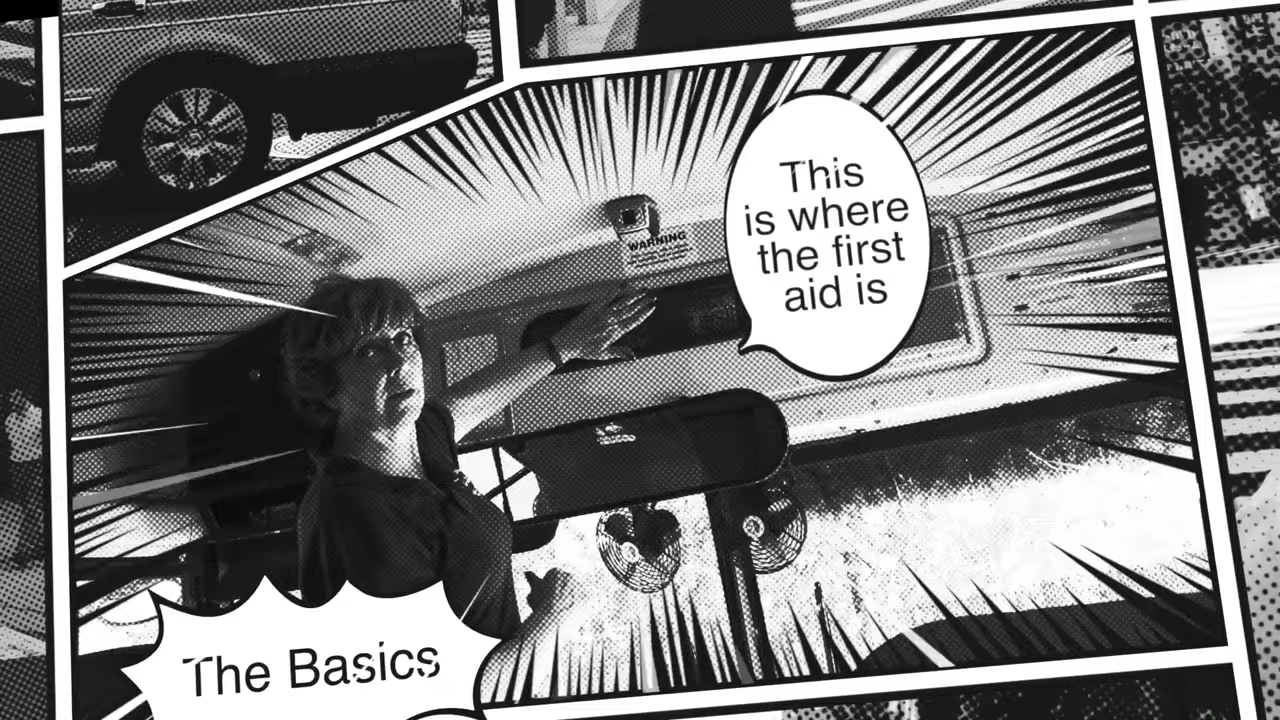 WARNING
This
is where
the first
aid is
The Basics